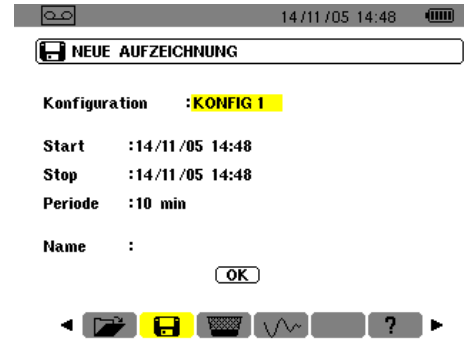 14/11/05 14:48
NEUE AUFZEICHNUNG
Konfiguration :KONFIG 1
Start :14/11/05 14:48
Stop :14/11/05 14:48
Periode :10 min
Name :
OK
?